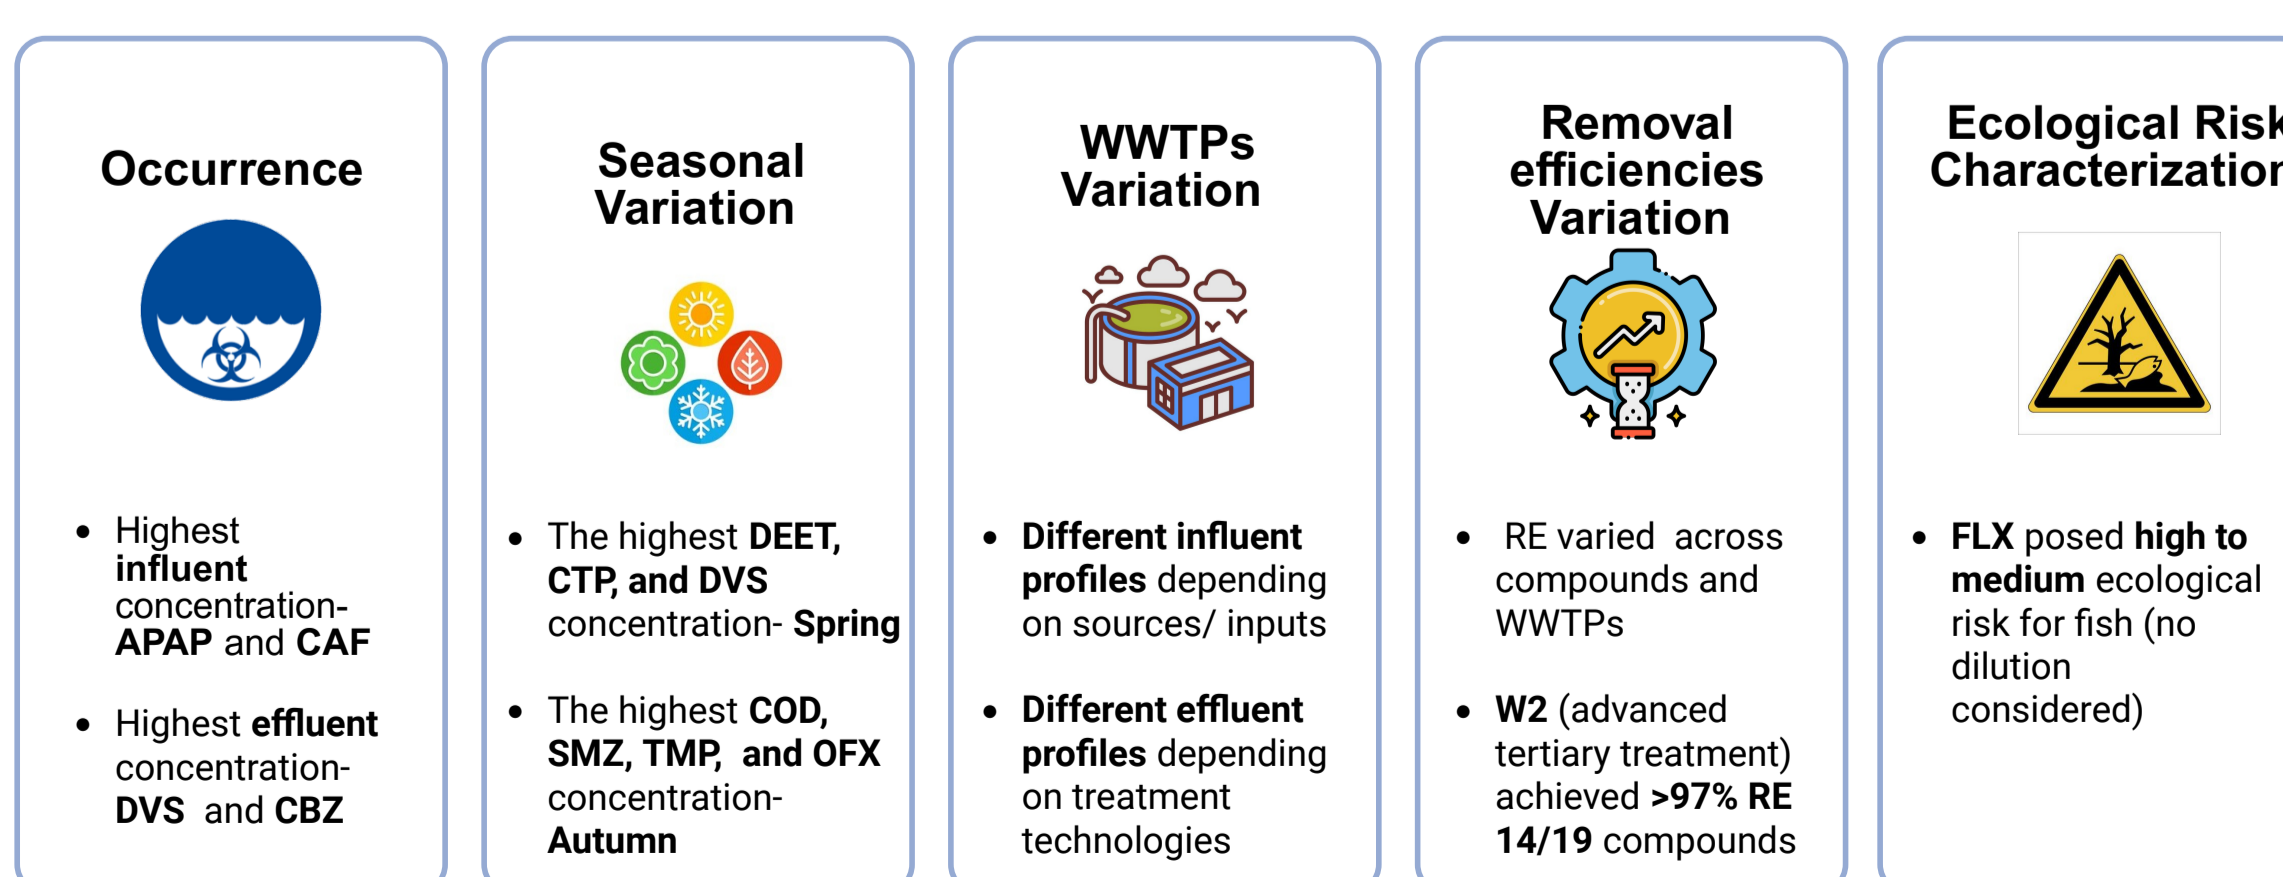 Occurrence
• Highest
influent
concentration-
APAP and CAF
• Highest effluent
concentration-
DVS and CBZ
Seasonal
Variation
• The highest DEET,
CTP, and DVS
concentration- Spring
• The highest COD,
SMZ, TMP, and OFX
concentration-
Autumn
WWTPs
Variation
• Different influent
profiles depending
on sources/ inputs
• Different effluent
profiles depending
on treatment
technologies
Removal
efficiencies
Variation
• RE varied across
compounds and
WWTPs
• W2 (advanced
tertiary treatment)
achieved >97% RE
14/19 compounds
Ecological Risk
Characterization
• FLX posed high to
medium ecological
risk for fish (no
dilution
considered)